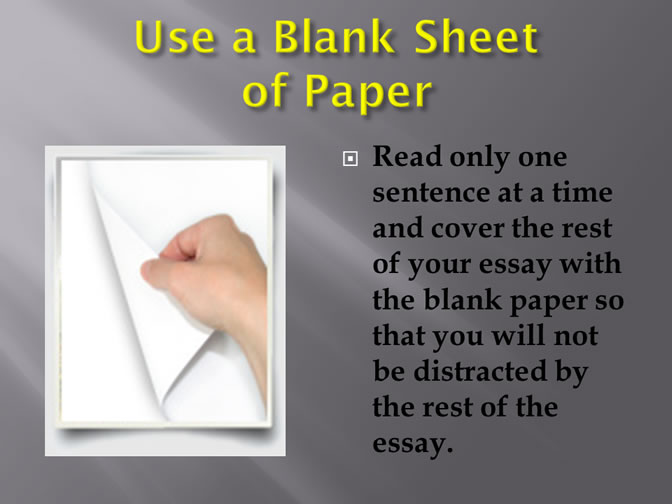 Use a Blank Sheet
of Paper
Read only one
sentence at a time
and cover the rest
of your essay with
the blank paper so
that you will not
be distracted by
the rest of the
essay.